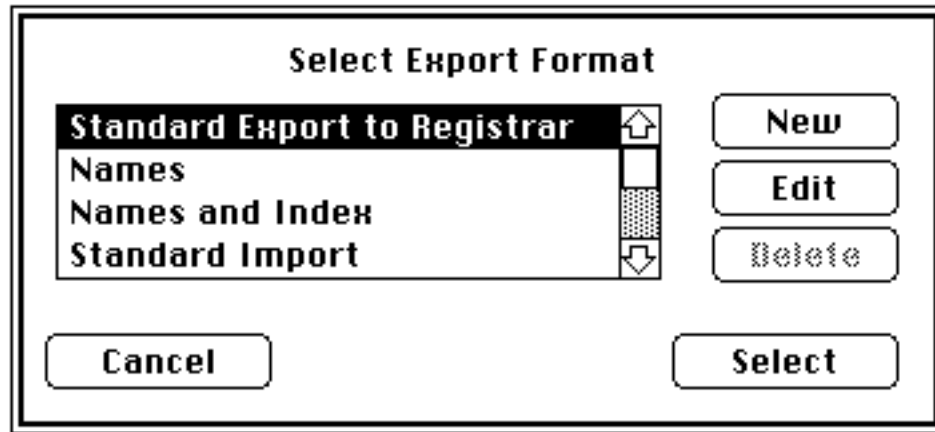 Select Export Format
Standard Export to Registrar
Names
Names and Index
Standard Import
New
Edit
Delete
Cancel
Select